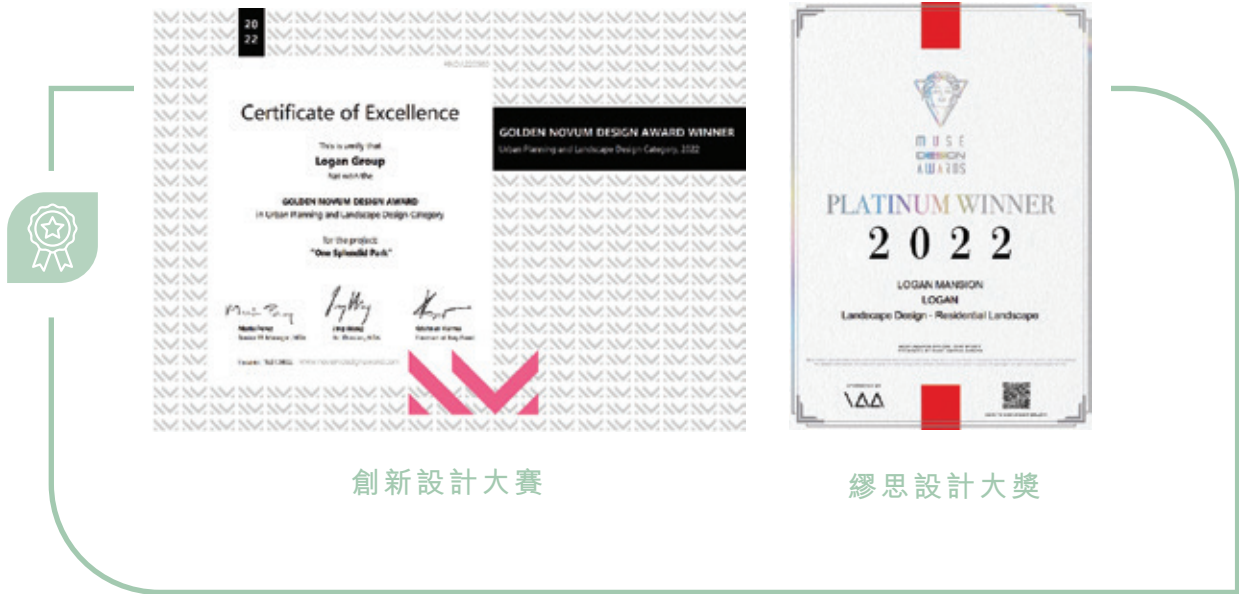 20
22
Certificate of Excellence
This is certify that
Logan Group
has won the
GOLDEN NOVUM DESIGN AWARD
in Urban Planning and Landscape Design Category
for the project:
"One Splendid Park"
GOLDEN NOVUM DESIGN AWARD WINNER
Urban Planning and Landscape Design Category, 2022
MUSE
DESIGN
AWARDS
PLATINUM WINNER
2022
LOGAN MANSION
LOGAN
Landscape Design - Residential Landscape
創新設計大賽
繆思設計大獎